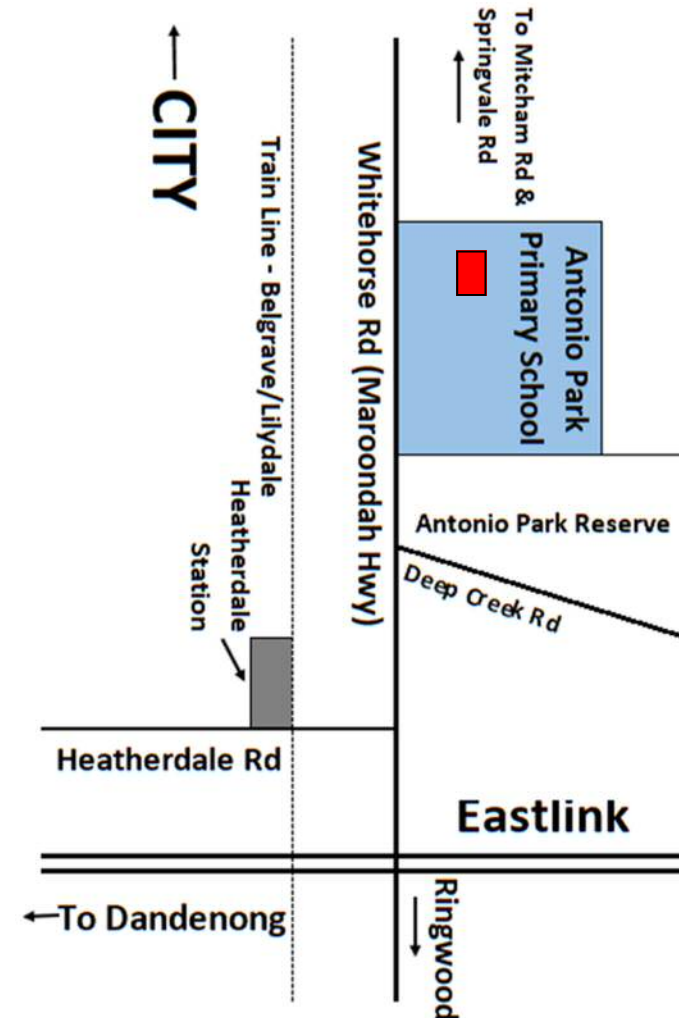 To Mitcham Rd &
Springvale Rd
CITY
Train Line - Belgrave/Lilydale
Whitehorse Rd (Maroondah Hwy)
Antonio Park
Primary School
Antonio Park Reserve
Deep Creek Rd
Heatherdale
Station
Heatherdale Rd
Eastlink
To Dandenong
Ringwood